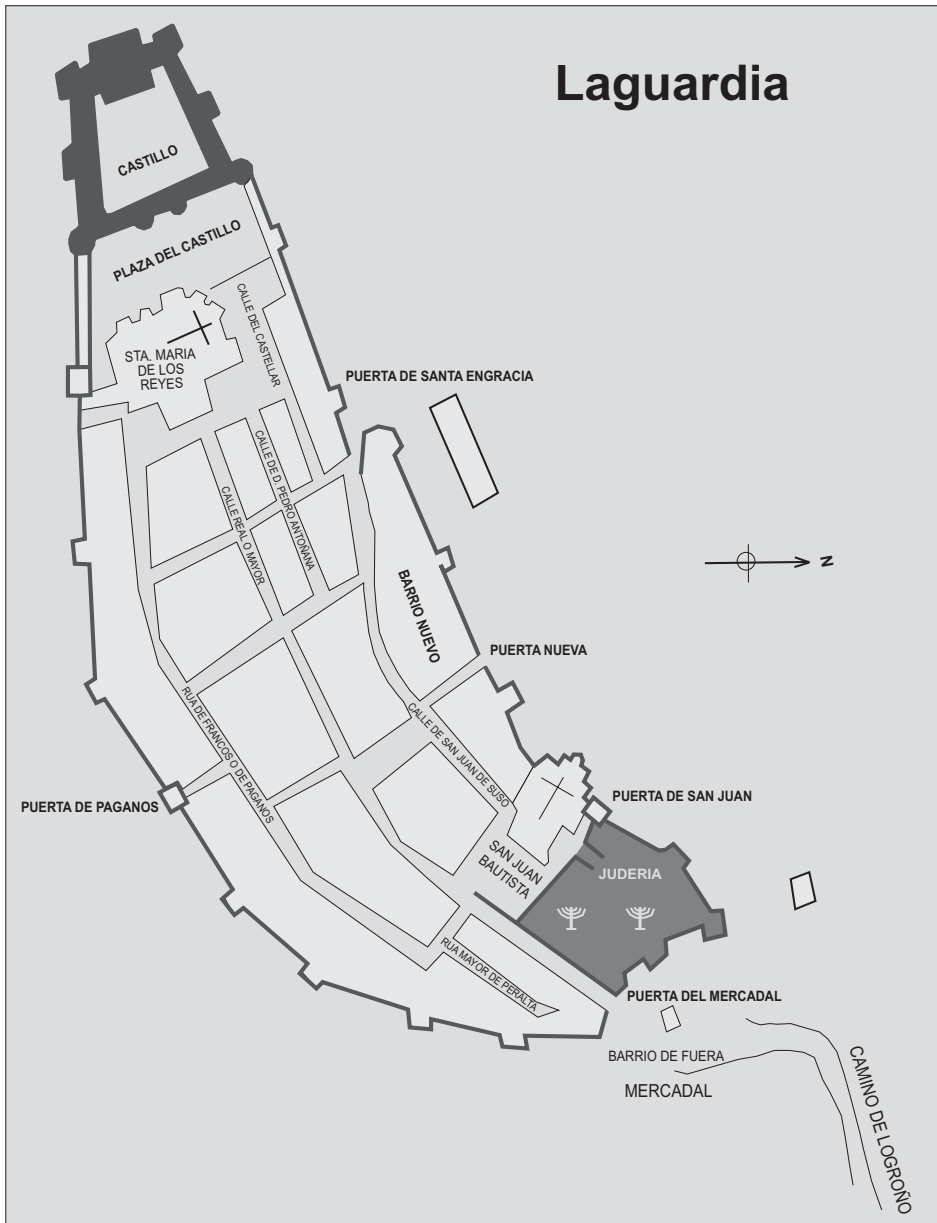 Laguardia
CASTILLO
PLAZA DEL CASTILLO
CALLE DEL CASTELLAR
STA. MARIA
DE LOS
REYES
PUERTA DE SANTA ENGRACIA
CALLE DE D. PEDRO ANTOÑANA
CALLE REAL O MAYOR
N
BARRIO NUEVO
PUERTA NUEVA
RUA DE FRANCOS O DE PAGANOS
CALLE DE SAN JUAN DE SUSO
PUERTA DE PAGANOS
PUERTA DE SAN JUAN
SAN JUAN
BAUTISTA
JUDERIA
RUA MAYOR DE PERALTA
PUERTA DEL MERCADAL
BARRIO DE FUERA
MERCADAL
CAMINO DE LOGROÑO